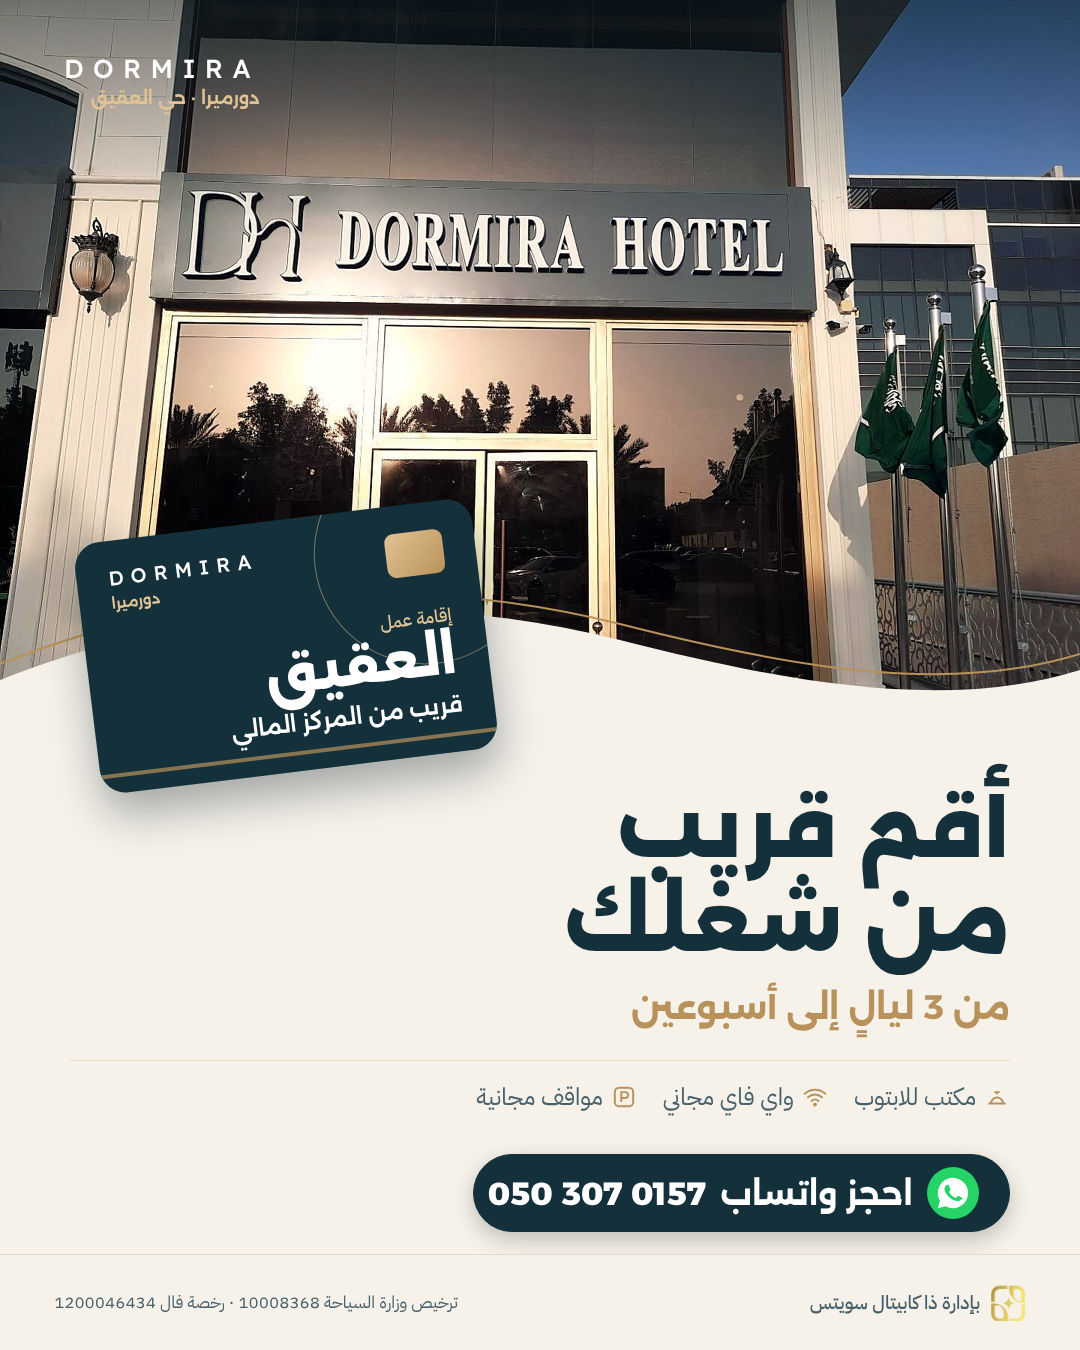 DORMIRA
دورميرا · حي العقيق
DH DORMIRA HOTEL
DORMIRA
دورميرا
إقامة عمل
العقيق
قريب من المركز المالي
أقم قريب
من شغلك
من 3 ليالٍ إلى أسبوعين
مكتب للابتوب
واي فاي مجاني
P مواقف مجانية
احجز واتساب 050 307 0157
بإدارة ذا كابيتال سويتس
ترخيص وزارة السياحة 10008368 · رخصة فال 1200046434